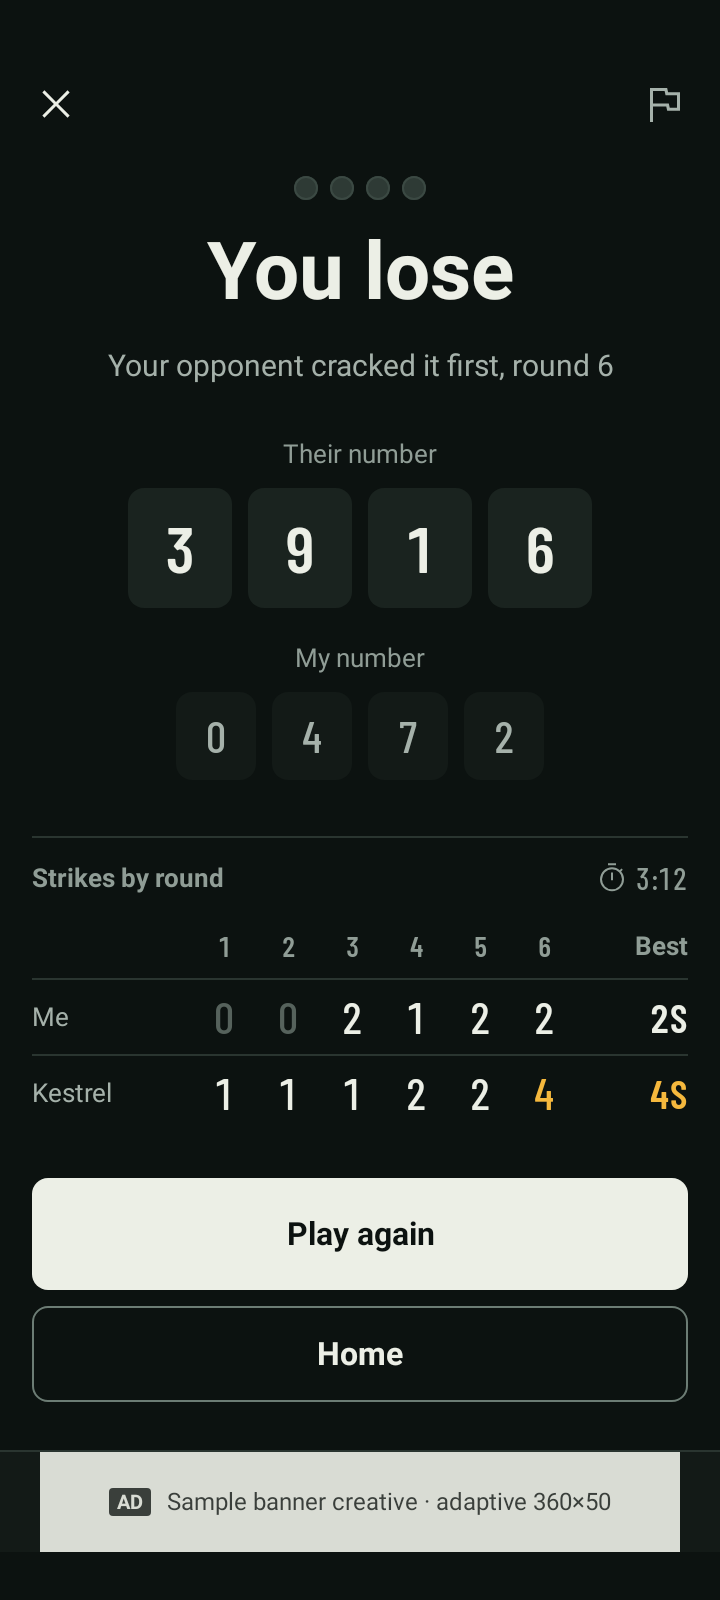 You lose
Your opponent cracked it first, round 6
Their number
3 9 1 6
My number
0 4 7 2
Strikes by round 3:12
1 2 3 4 5 6 Best
Me 0 0 2 1 2 2 2S
Kestrel 1 1 1 2 2 4 4S
Play again
Home
AD Sample banner creative · adaptive 360×50